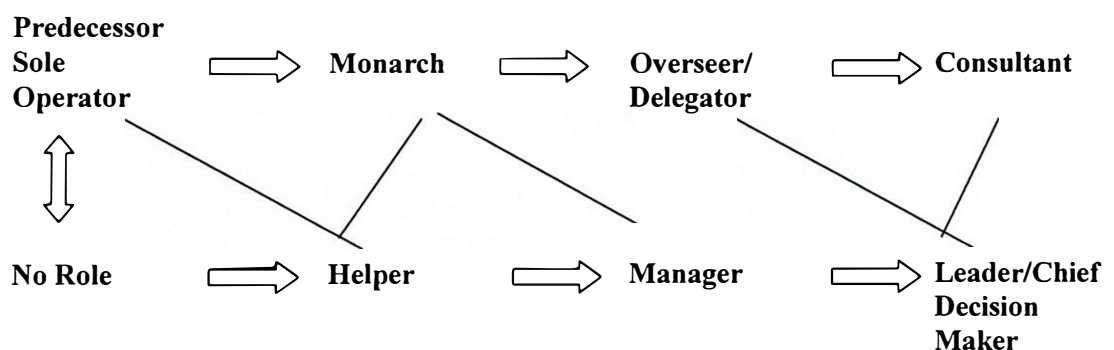 Predecessor
Sole
Operator
Monarch
Overseer/
Delegator
Consultant
No Role
Helper
Manager
Leader/Chief
Decision
Maker